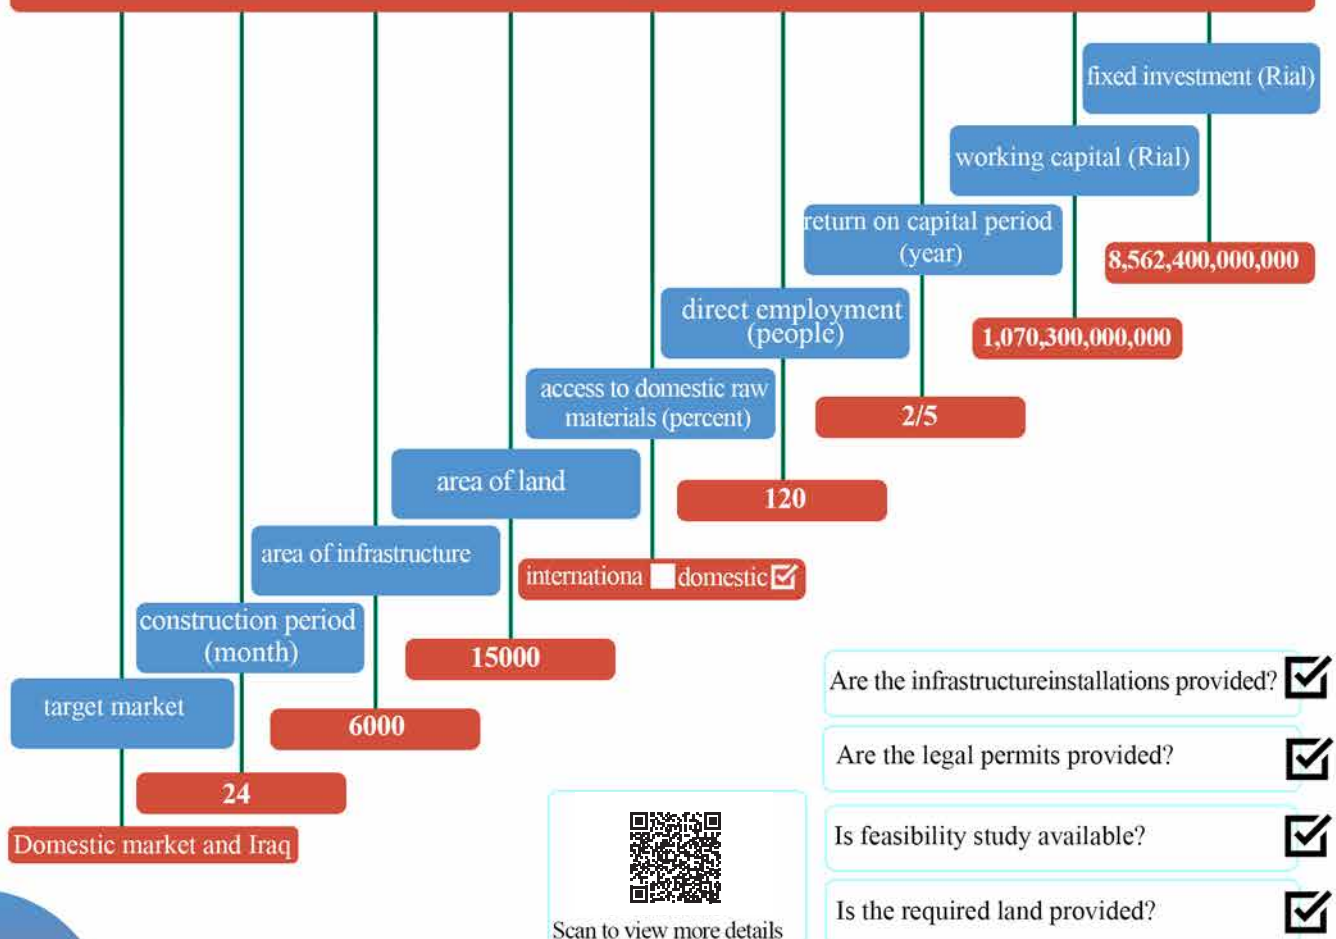 fixed investment (Rial)
8,562,400,000,000
working capital (Rial)
1,070,300,000,000
return on capital period
(year)
2/5
direct employment
(people)
120
access to domestic raw
materials (percent)
internationa domestic
area of land
15000
area of infrastructure
6000
construction period
(month)
24
target market
Domestic market and Iraq
Are the infrastructureinstallations provided?
Are the legal permits provided?
Is feasibility study available?
Is the required land provided?
Scan to view more details